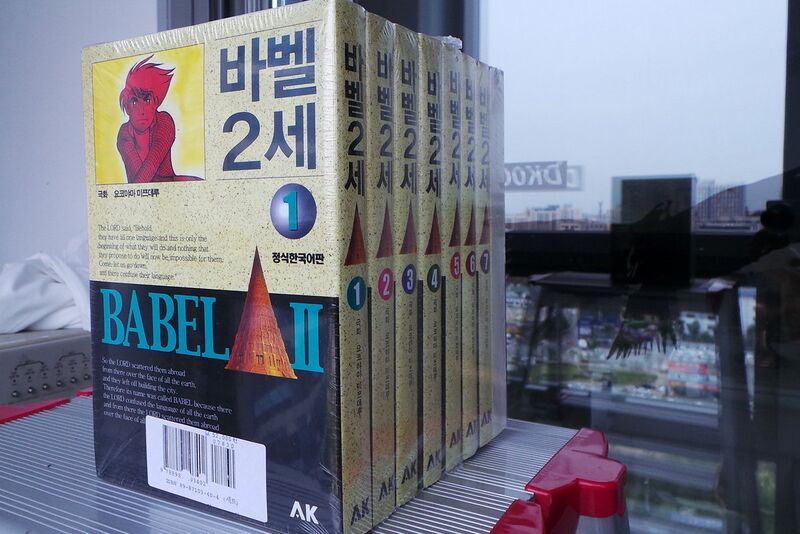 바벨
2세
극화 요코야마 미쯔데루
1
정식한국어판
The LORD said, "Behold,
they have all one language and this is only the
beginning of what they will do and nothing that
they propose to do will now be impossible for them.
Come, let us go down,
and there confuse their language."
BABEL II
So the LORD scattered them abroad
from there over the face of all the earth,
and they left off building the city.
Therefore its name was called BABEL, because there
the LORD confused the language of all the earth
and from there the LORD scattered them abroad
over the face of all
AK
바벨2세 1 AK
바벨2세 2 AK
바벨2세 3 AK
바벨2세 4 AK
바벨2세 5 AK
바벨2세 6 AK
바벨2세 7 AK